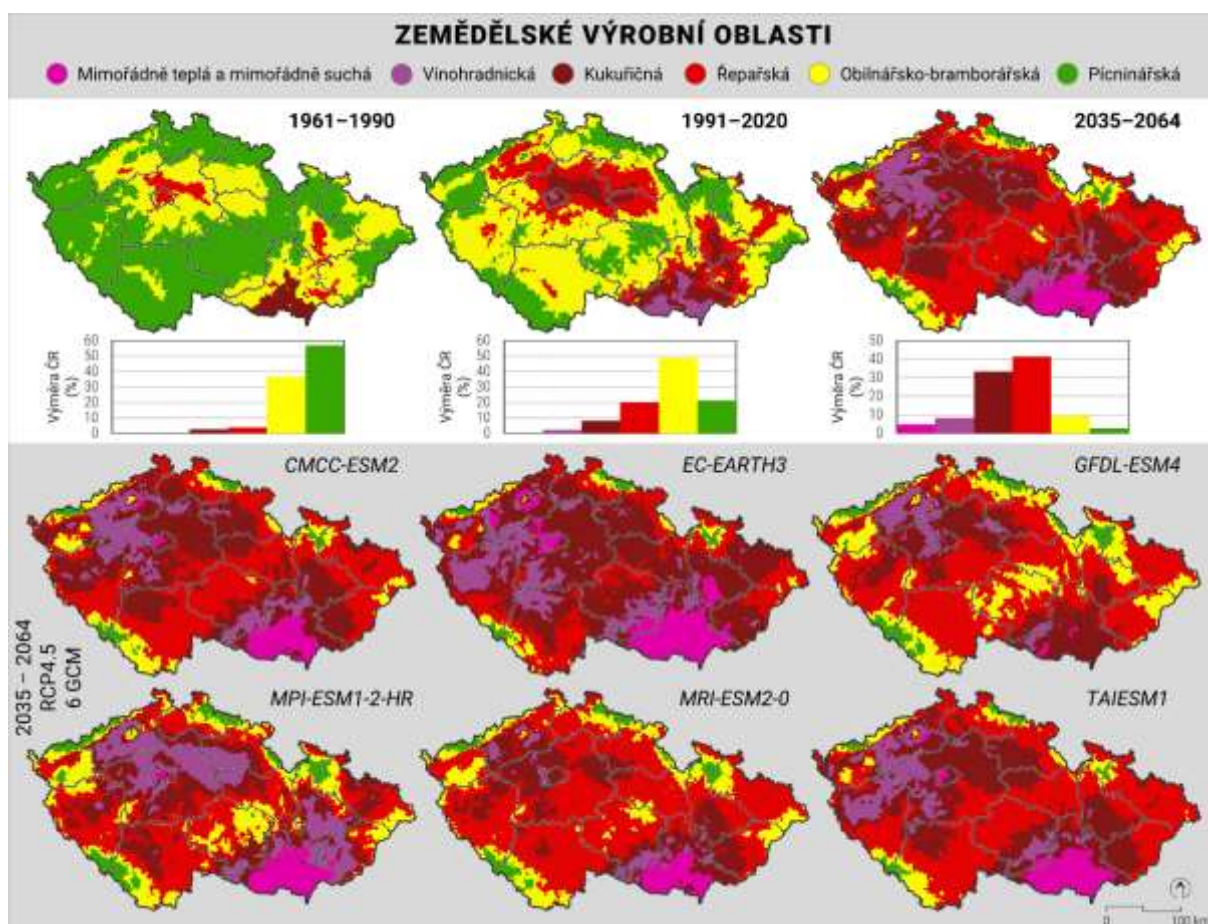 ZEMĚDĚLSKÉ VÝROBNÍ OBLASTI
Mimořádně teplá a mimořádně suchá Vinohradnická Kukuřičná Řepařská Obilnářsko-bramborářská Pícninářská
1961–1990 1991–2020 2035–2064
Výměra ČR
(%)
60
50
40
30
20
10
0
Výměra ČR
(%)
60
50
40
30
20
10
0
Výměra ČR
(%)
50
40
30
20
10
0
2035 – 2064
RCP4.5
6 GCM
CMCC-ESM2 EC-EARTH3 GFDL-ESM4
MPI-ESM1-2-HR MRI-ESM2-0 TAIESM1
0 100 km